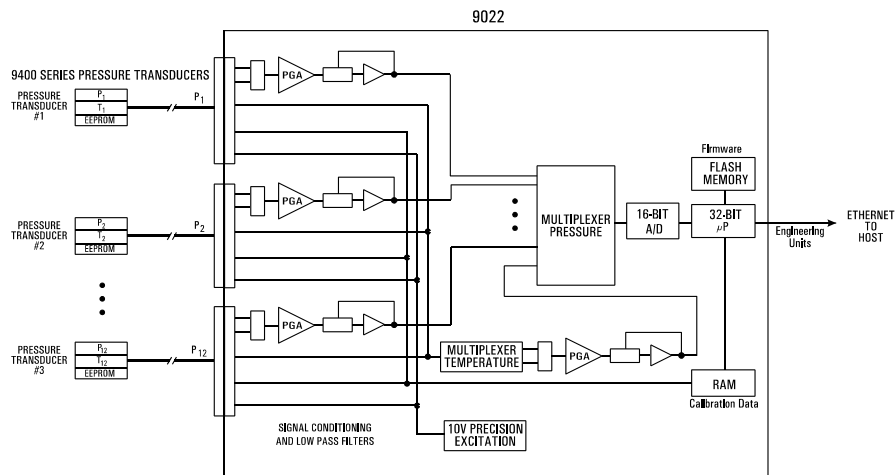 9022
9400 SERIES PRESSURE TRANSDUCERS
PRESSURE
TRANSDUCER
#1
P1
T1
EEPROM
P1
PGA
PRESSURE
TRANSDUCER
#2
P2
T2
EEPROM
P2
PGA
PRESSURE
TRANSDUCER
#3
P12
T12
EEPROM
P12
PGA
MULTIPLEXER
PRESSURE
16-BIT
A/D
Firmware
FLASH
MEMORY
32-BIT
µP
Engineering
Units
ETHERNET
TO
HOST
MULTIPLEXER
TEMPERATURE
PGA
RAM
Calibration Data
SIGNAL CONDITIONING
AND LOW PASS FILTERS
10V PRECISION
EXCITATION